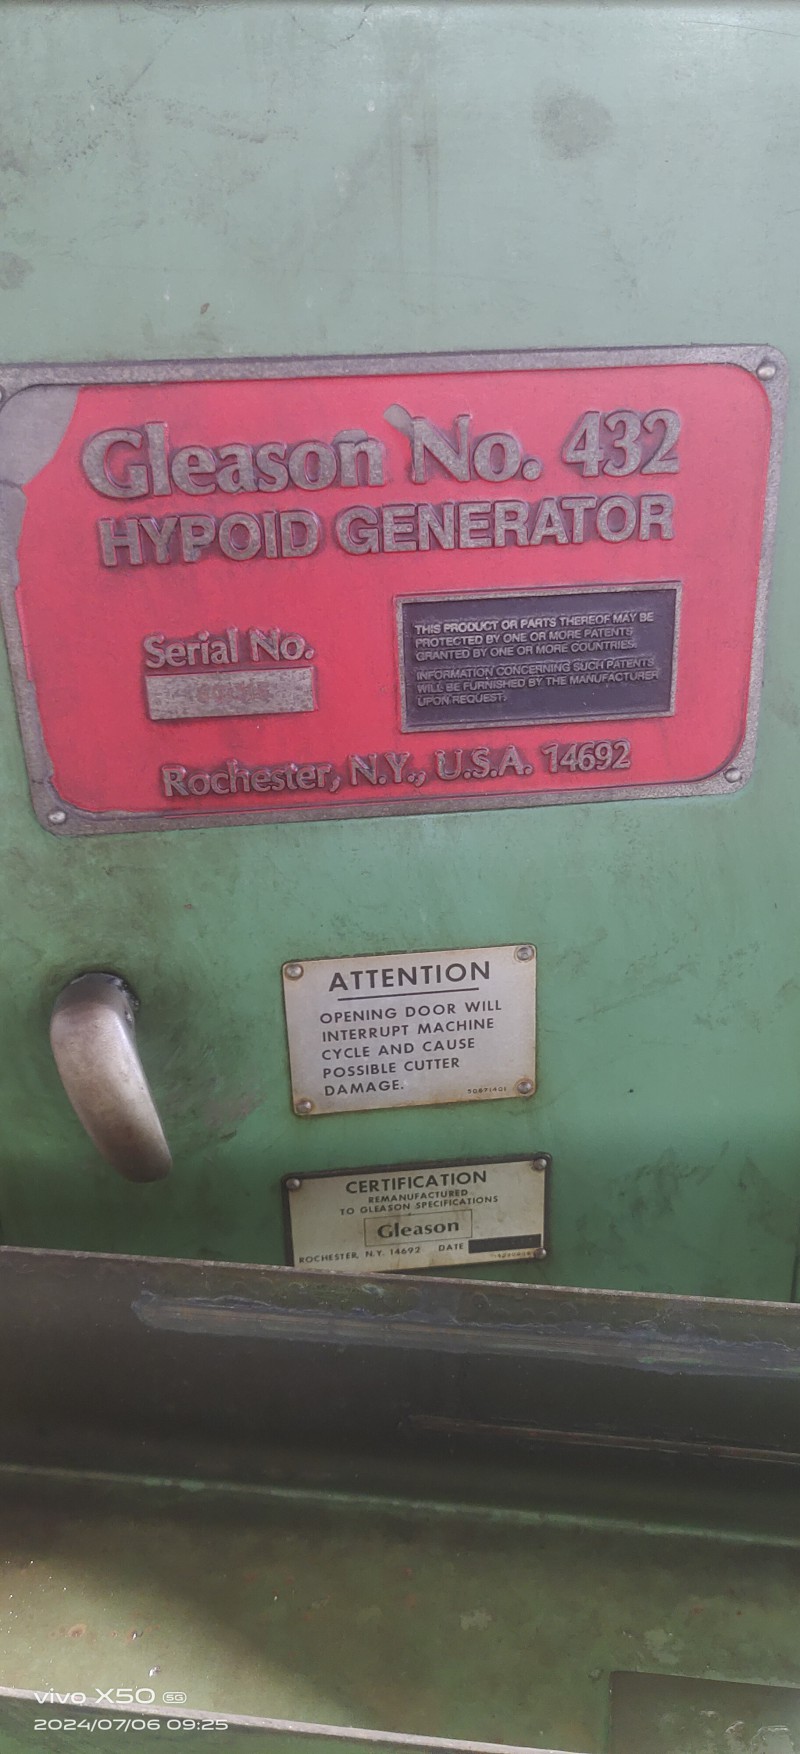 Gleason No. 432
HYPOID GENERATOR
Serial No.
THIS PRODUCT OR PARTS THEREOF MAY BE
PROTECTED BY ONE OR MORE PATENTS
GRANTED BY ONE OR MORE COUNTRIES.
INFORMATION CONCERNING SUCH PATENTS
WILL BE FURNISHED BY THE MANUFACTURER
UPON REQUEST.
Rochester, N.Y., U.S.A. 14692
ATTENTION
OPENING DOOR WILL
INTERRUPT MACHINE
CYCLE AND CAUSE
POSSIBLE CUTTER
DAMAGE.
CERTIFICATION
REMANUFACTURED
TO GLEASON SPECIFICATIONS
Gleason
ROCHESTER, N.Y. 14692 DATE
vivo X50 5G
2024/07/06 09:25